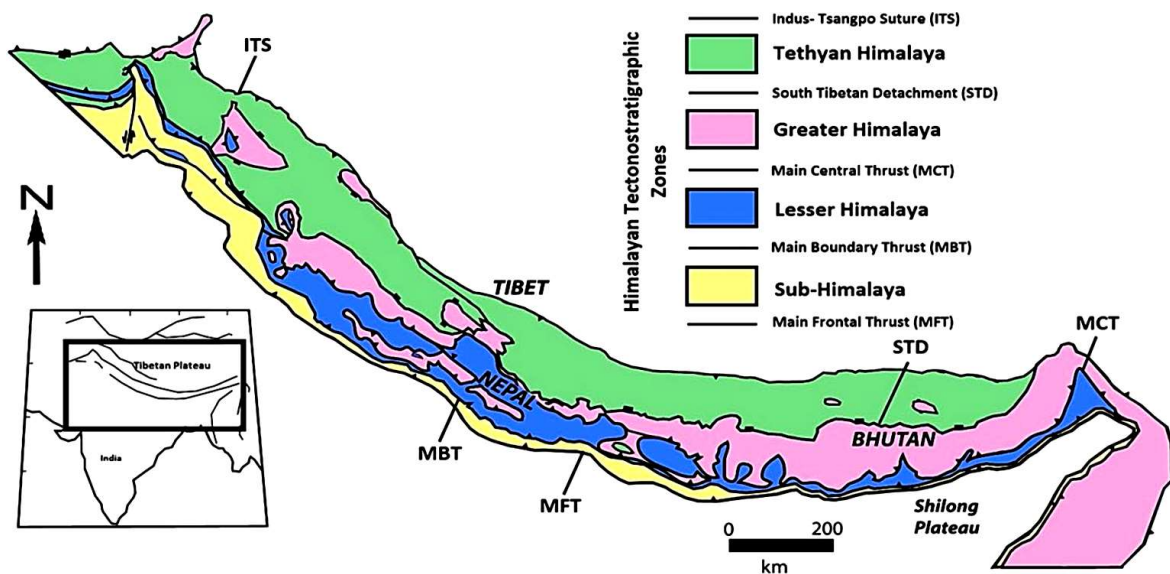 Indus- Tsangpo Suture (ITS)
Tethyan Himalaya
South Tibetan Detachment (STD)
Greater Himalaya
Main Central Thrust (MCT)
Lesser Himalaya
Main Boundary Thrust (MBT)
Sub-Himalaya
Main Frontal Thrust (MFT)
Himalayan Tectonostratigraphic
Zones
ITS
N
TIBET
MCT
STD
NEPAL
BHUTAN
MBT
MFT
Shilong
Plateau
0 200
km
Tibetan Plateau
India